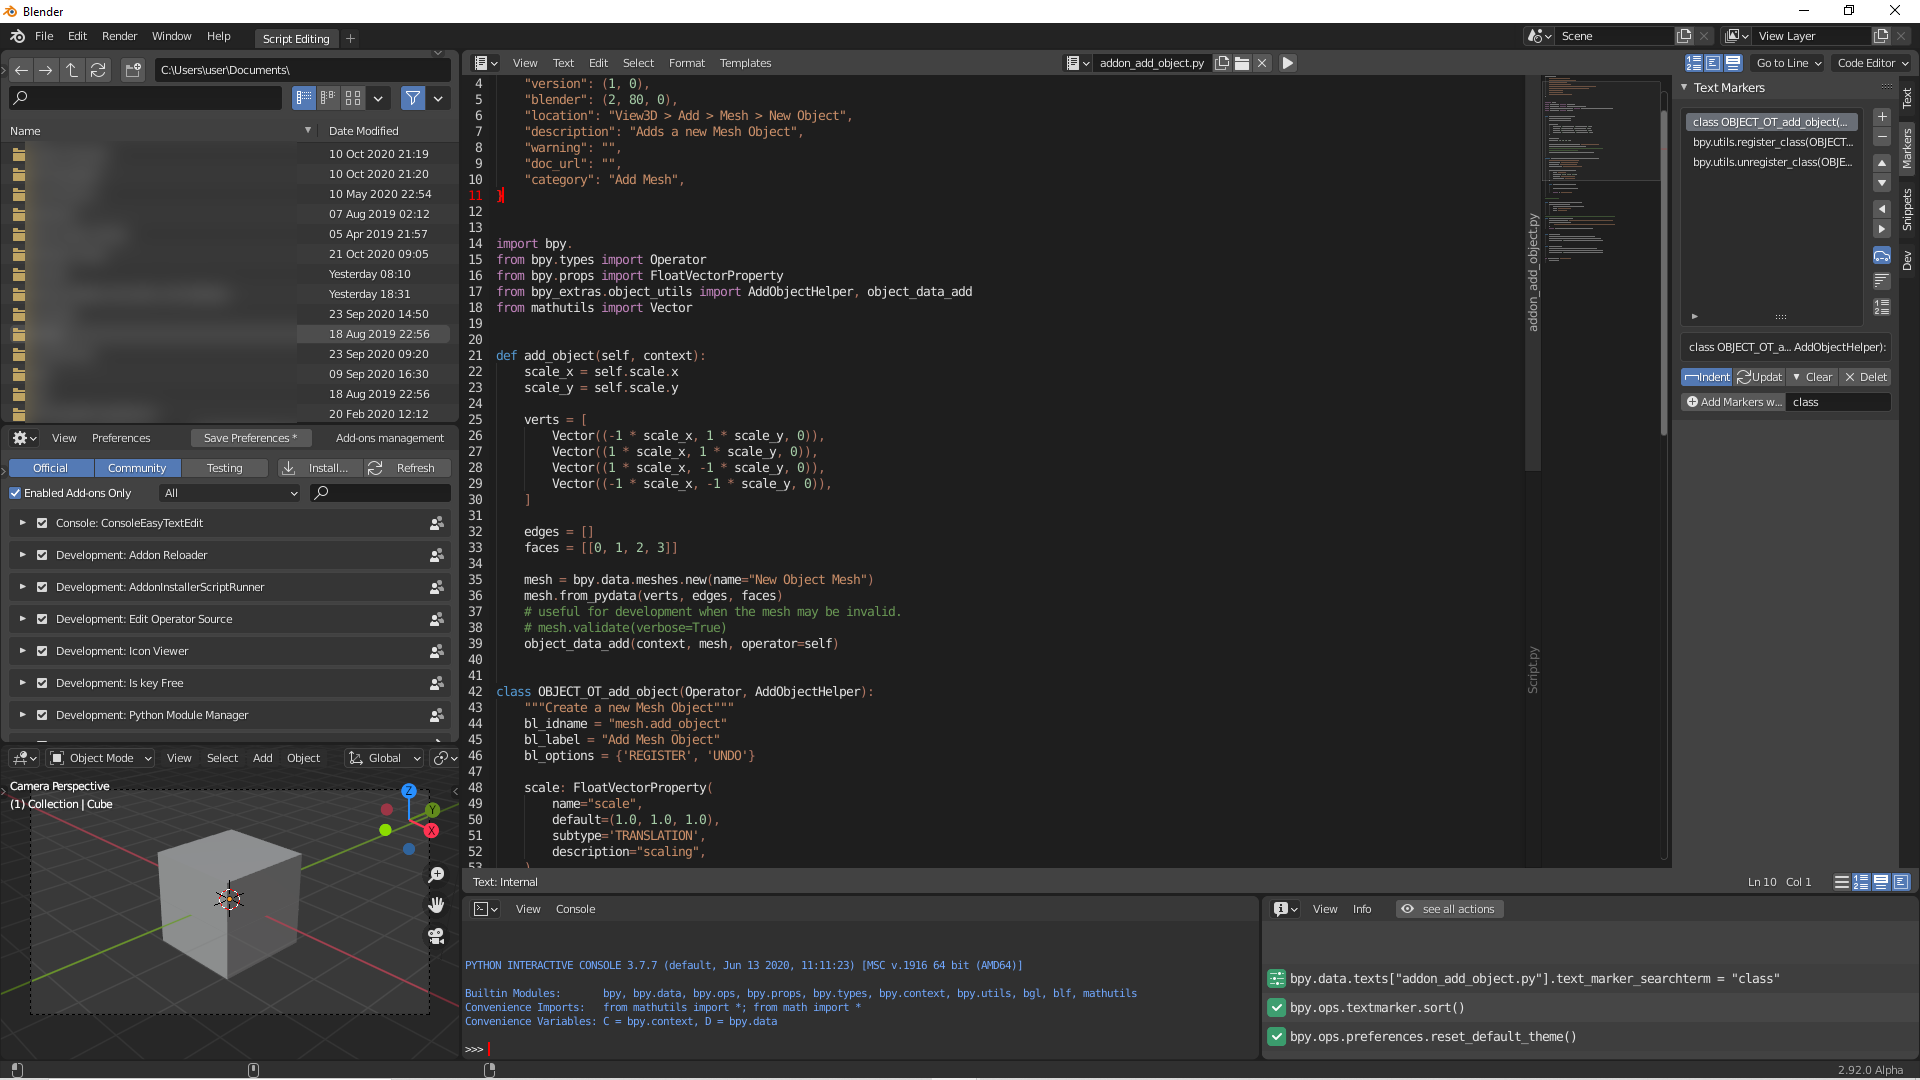 Blender
File Edit Render Window Help Script Editing Scene View Layer
C:\Users\user\Documents\
Name Date Modified
10 Oct 2020 21:19
10 Oct 2020 21:20
10 May 2020 22:54
07 Aug 2019 02:12
05 Apr 2019 21:57
21 Oct 2020 09:05
Yesterday 08:10
Yesterday 18:31
23 Sep 2020 14:50
18 Aug 2019 22:56
23 Sep 2020 09:20
09 Sep 2020 16:30
18 Aug 2019 22:56
20 Feb 2020 12:12
View Preferences Save Preferences * Add-ons management
Official Community Testing Install... Refresh
Enabled Add-ons Only All
Console: ConsoleEasyTextEdit
Development: Addon Reloader
Development: AddonInstallerScriptRunner
Development: Edit Operator Source
Development: Icon Viewer
Development: Is key Free
Development: Python Module Manager
Object Mode View Select Add Object Global
Camera Perspective
(1) Collection | Cube
Z
Y
X
View Text Edit Select Format Templates addon_add_object.py Go to Line Code Editor
4 "version": (1, 0),
5 "blender": (2, 80, 0),
6 "location": "View3D > Add > Mesh > New Object",
7 "description": "Adds a new Mesh Object",
8 "warning": "",
9 "doc_url": "",
10 "category": "Add Mesh",
11 }
12
13
14 import bpy.
15 from bpy.types import Operator
16 from bpy.props import FloatVectorProperty
17 from bpy_extras.object_utils import AddObjectHelper, object_data_add
18 from mathutils import Vector
19
20
21 def add_object(self, context):
22 scale_x = self.scale.x
23 scale_y = self.scale.y
24
25 verts = [
26 Vector((-1 * scale_x, 1 * scale_y, 0)),
27 Vector((1 * scale_x, 1 * scale_y, 0)),
28 Vector((1 * scale_x, -1 * scale_y, 0)),
29 Vector((-1 * scale_x, -1 * scale_y, 0)),
30 ]
31
32 edges = []
33 faces = [[0, 1, 2, 3]]
34
35 mesh = bpy.data.meshes.new(name="New Object Mesh")
36 mesh.from_pydata(verts, edges, faces)
37 # useful for development when the mesh may be invalid.
38 # mesh.validate(verbose=True)
39 object_data_add(context, mesh, operator=self)
40
41
42 class OBJECT_OT_add_object(Operator, AddObjectHelper):
43 """Create a new Mesh Object"""
44 bl_idname = "mesh.add_object"
45 bl_label = "Add Mesh Object"
46 bl_options = {'REGISTER', 'UNDO'}
47
48 scale: FloatVectorProperty(
49 name="scale",
50 default=(1.0, 1.0, 1.0),
51 subtype='TRANSLATION',
52 description="scaling",
53 )
addon_add_object.py
Script.py
Text: Internal Ln 10 Col 1
Text Markers
class OBJECT_OT_add_object(...
bpy.utils.register_class(OBJECT...
bpy.utils.unregister_class(OBJE...
class OBJECT_OT_a... AddObjectHelper):
Indent Updat Clear Delet
Add Markers w... class
Text
Markers
Snippets
Dev
View Console
PYTHON INTERACTIVE CONSOLE 3.7.7 (default, Jun 13 2020, 11:11:23) [MSC v.1916 64 bit (AMD64)]
Builtin Modules: bpy, bpy.data, bpy.ops, bpy.props, bpy.types, bpy.context, bpy.utils, bgl, blf, mathutils
Convenience Imports: from mathutils import *; from math import *
Convenience Variables: C = bpy.context, D = bpy.data
>>>
View Info see all actions
bpy.data.texts["addon_add_object.py"].text_marker_searchterm = "class"
bpy.ops.textmarker.sort()
bpy.ops.preferences.reset_default_theme()
2.92.0 Alpha